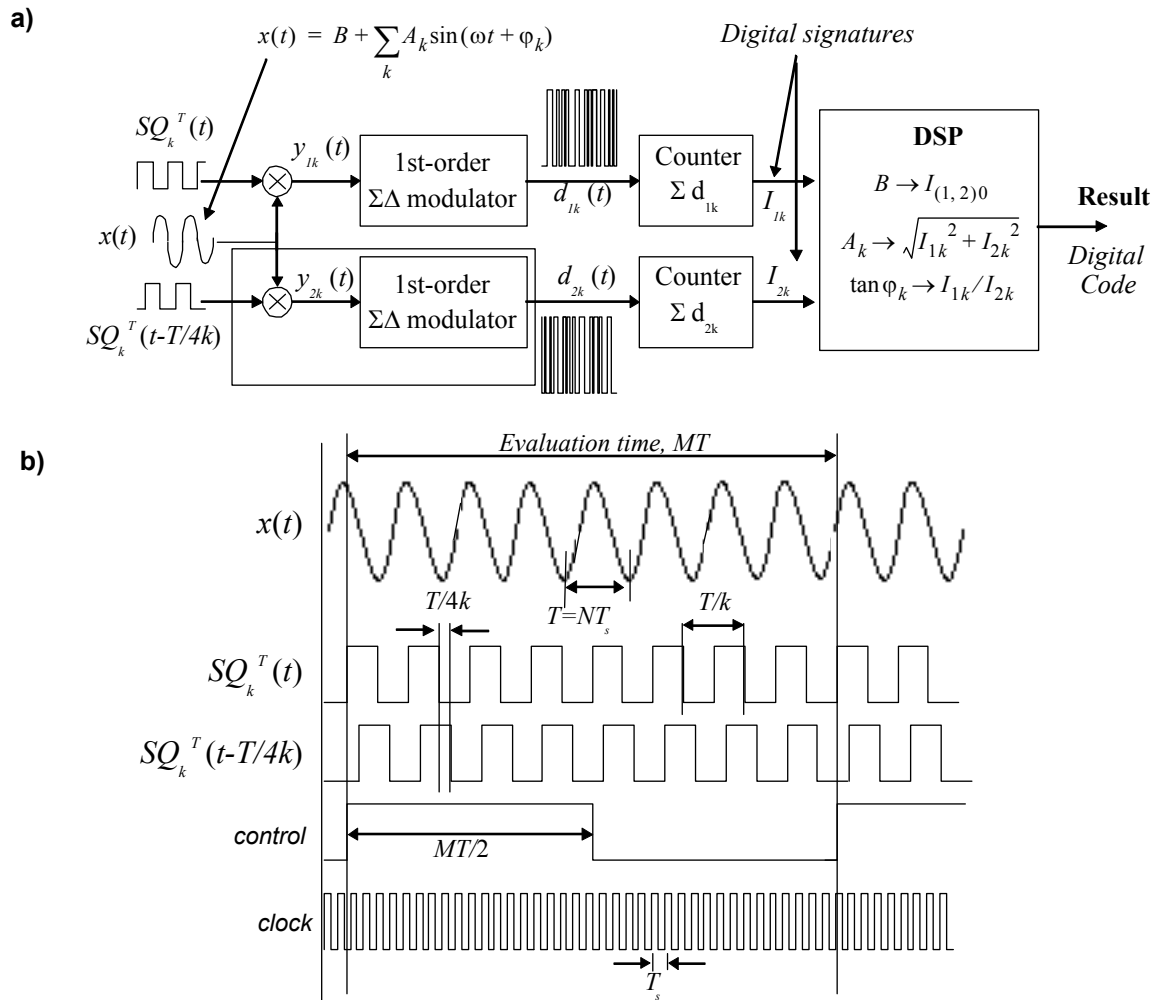 a)
x(t) = B + ∑ A_k sin (ωt + φ_k)
k
Digital signatures
SQ_k^T (t)
x(t)
SQ_k^T (t-T/4k)
y_1k (t)
1st-order
ΣΔ modulator
d_1k (t)
Counter
Σ d_1k
I_1k
y_2k (t)
1st-order
ΣΔ modulator
d_2k (t)
Counter
Σ d_2k
I_2k
DSP
B → I_(1, 2)0
A_k → √(I_1k^2 + I_2k^2)
tan φ_k → I_1k / I_2k
Result
Digital
Code
b)
Evaluation time, MT
x(t)
T/4k
T=NT_s
T/k
SQ_k^T (t)
SQ_k^T (t-T/4k)
control
MT/2
clock
T_s